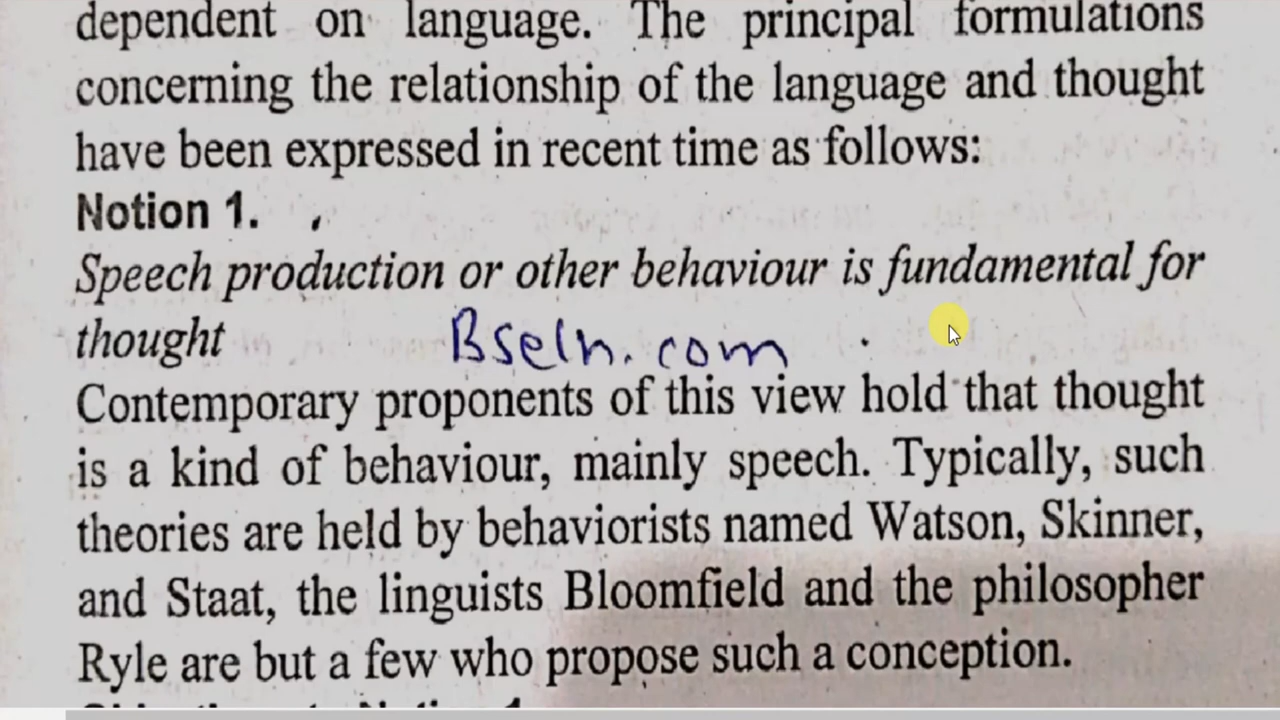 dependent on language. The principal formulations
concerning the relationship of the language and thought
have been expressed in recent time as follows:
Notion 1.
Speech production or other behaviour is fundamental for
thought
Bseln.com
Contemporary proponents of this view hold that thought
is a kind of behaviour, mainly speech. Typically, such
theories are held by behaviorists named Watson, Skinner,
and Staat, the linguists Bloomfield and the philosopher
Ryle are but a few who propose such a conception.